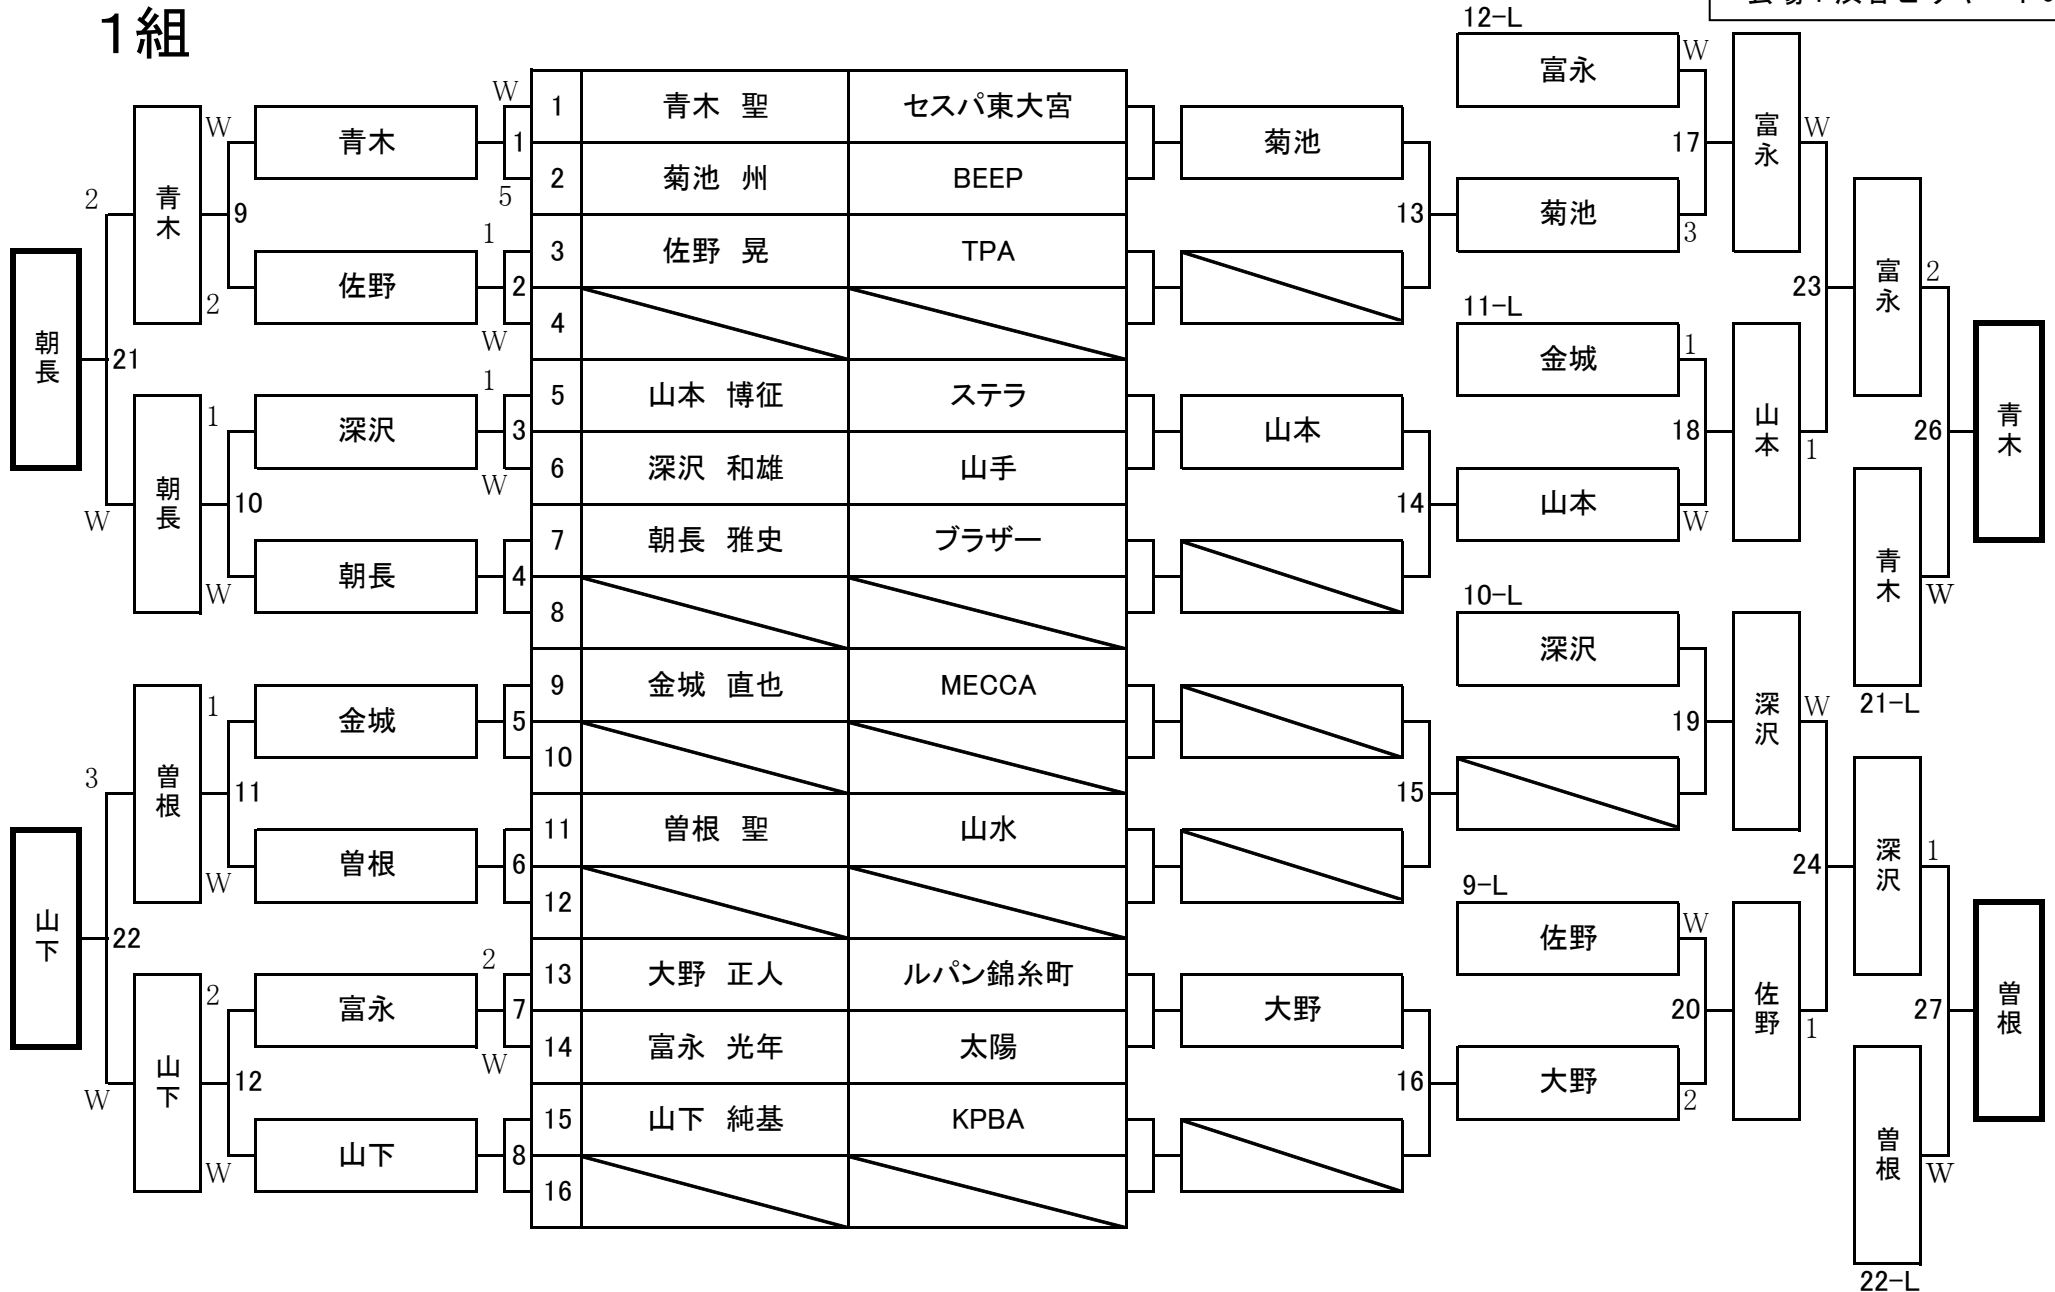 1組
12-L
W
富永
W
1
青木 聖
セスパ東大宮
青木
W
青木
1
菊池
17
富永
W
2
菊池 州
BEEP
5
2
9
13
菊池
3
富永
2
1
3
佐野 晃
TPA
佐野
2
2
4
W
23
11-L
金城
1
朝長
21
1
5
山本 博征
ステラ
深沢
1
3
山本
18
山本
1
26
青木
6
深沢 和雄
山手
W
朝長
10
14
山本
W
W
7
朝長 雅史
ブラザー
朝長
W
4
8
青木
W
10-L
深沢
9
金城 直也
MECCA
金城
1
5
19
深沢
W
21-L
10
3
曽根
11
15
11
曽根 聖
山水
曽根
W
6
12
24
深沢
1
9-L
佐野
W
山下
22
2
13
大野 正人
ルパン錦糸町
富永
2
7
大野
20
佐野
1
27
曽根
14
富永 光年
太陽
W
山下
12
16
大野
2
W
15
山下 純基
KPBA
山下
W
8
16
曽根
W
22-L